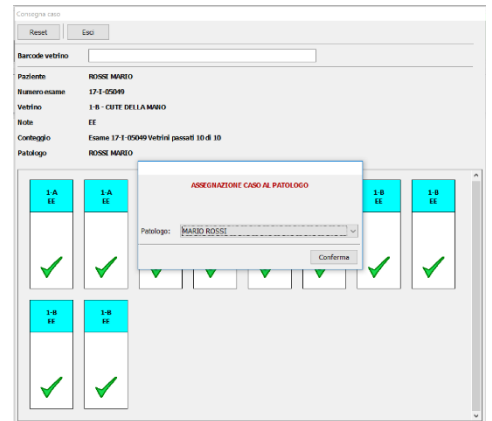 Consegna caso
Reset Esci
Barcode vetrino
Paziente ROSSI MARIO
Numero esame 17-I-05049
Vetrino 1-B - CUTE DELLA MANO
Note EE
Conteggio Esame 17-I-05049 Vetrini passati 10 di 10
Patologo ROSSI MARIO
ASSEGNAZIONE CASO AL PATOLOGO
Patologo: MARIO ROSSI
Conferma
1-A 1-A 1-B 1-B
EE EE EE EE
1-B 1-B
EE EE